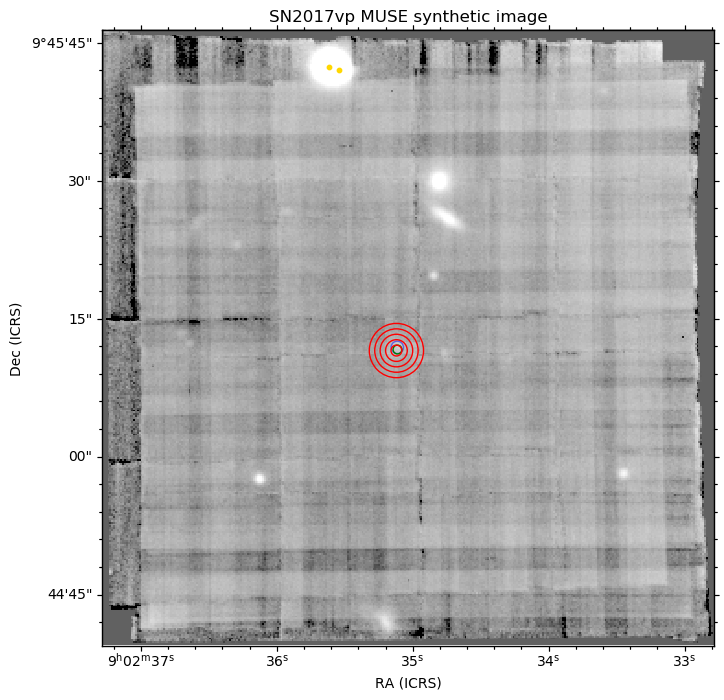 SN2017vp MUSE synthetic image
9°45'45"
30"
15"
00"
44'45"
Dec (ICRS)
9ʰ02ᵐ37ˢ
36ˢ
35ˢ
34ˢ
33ˢ
RA (ICRS)